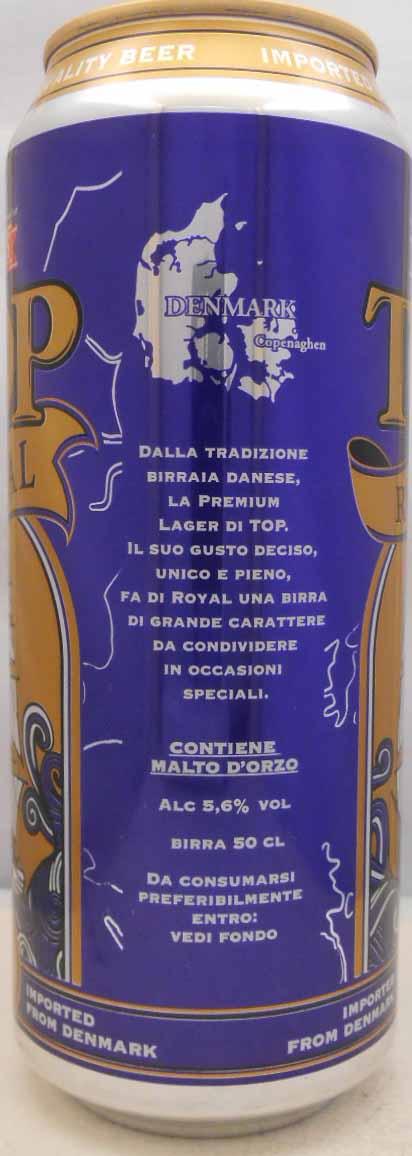 BEER
IMPORTED
DENMARK
Copenaghen
DALLA TRADIZIONE
BIRRAIA DANESE,
LA PREMIUM
LAGER DI TOP.
IL SUO GUSTO DECISO,
UNICO E PIENO,
FA DI ROYAL UNA BIRRA
DI GRANDE CARATTERE
DA CONDIVIDERE
IN OCCASIONI
SPECIALI.
CONTIENE
MALTO D'ORZO
ALC 5,6% VOL
BIRRA 50 CL
DA CONSUMARSI
PREFERIBILMENTE
ENTRO:
VEDI FONDO
IMPORTED
FROM DENMARK
IMPORTED
FROM DENMARK